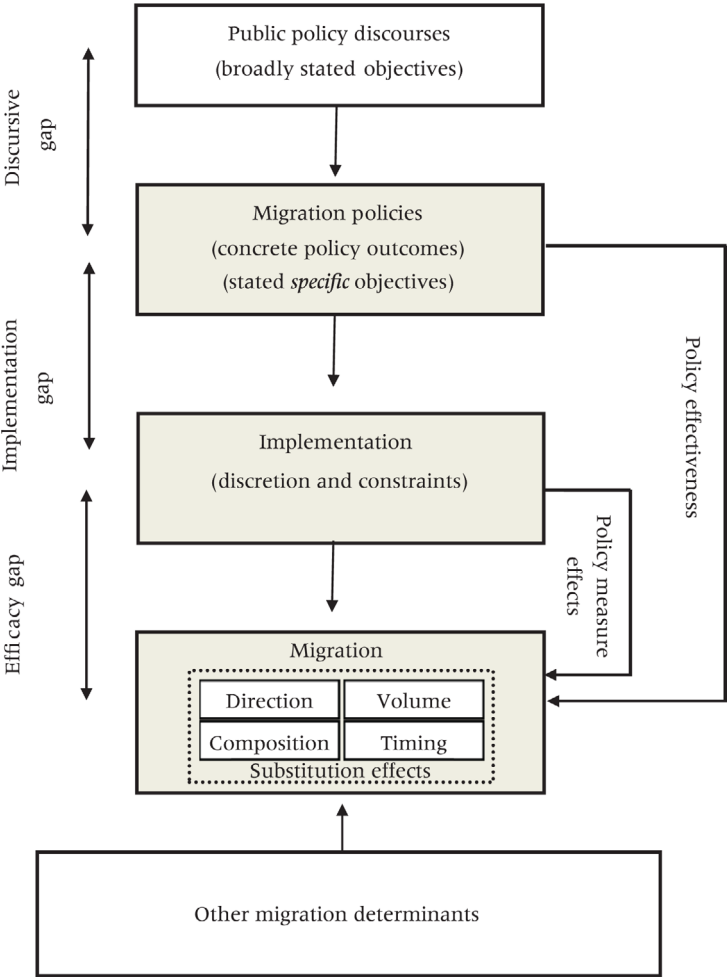 Public policy discourses
(broadly stated objectives)
Discursive
gap
Migration policies
(concrete policy outcomes)
(stated specific objectives)
Implementation
gap
Policy effectiveness
Implementation
(discretion and constraints)
Policy measure
effects
Efficacy gap
Migration
Direction
Volume
Composition
Timing
Substitution effects
Other migration determinants